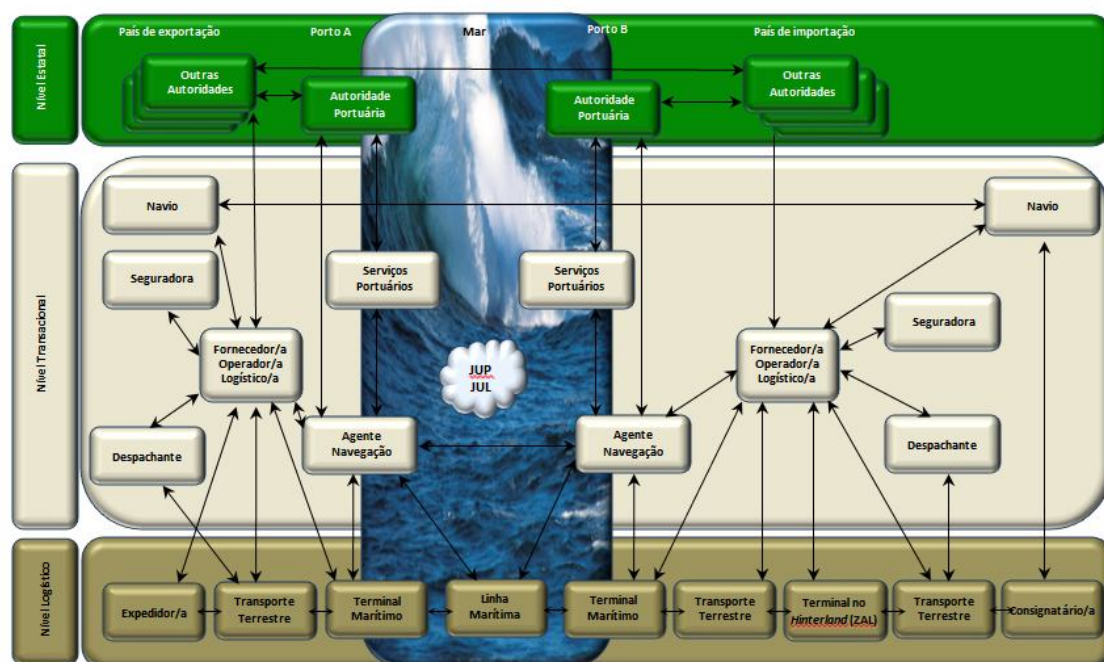 País de exportação
Porto A
Mar
Porto B
País de importação
Nível Estatal
Outras
Autoridades
Autoridade
Portuária
Autoridade
Portuária
Outras
Autoridades
Nível Transacional
Navio
Navio
Seguradora
Serviços
Portuários
Serviços
Portuários
Seguradora
Fornecedor/a
Operador/a
Logístico/a
JUP
JUL
Fornecedor/a
Operador/a
Logístico/a
Despachante
Agente
Navegação
Agente
Navegação
Despachante
Nível Logístico
Expedidor/a
Transporte
Terrestre
Terminal
Marítimo
Linha
Marítima
Terminal
Marítimo
Transporte
Terrestre
Terminal no
Hinterland (ZAL)
Transporte
Terrestre
Consignatário/a